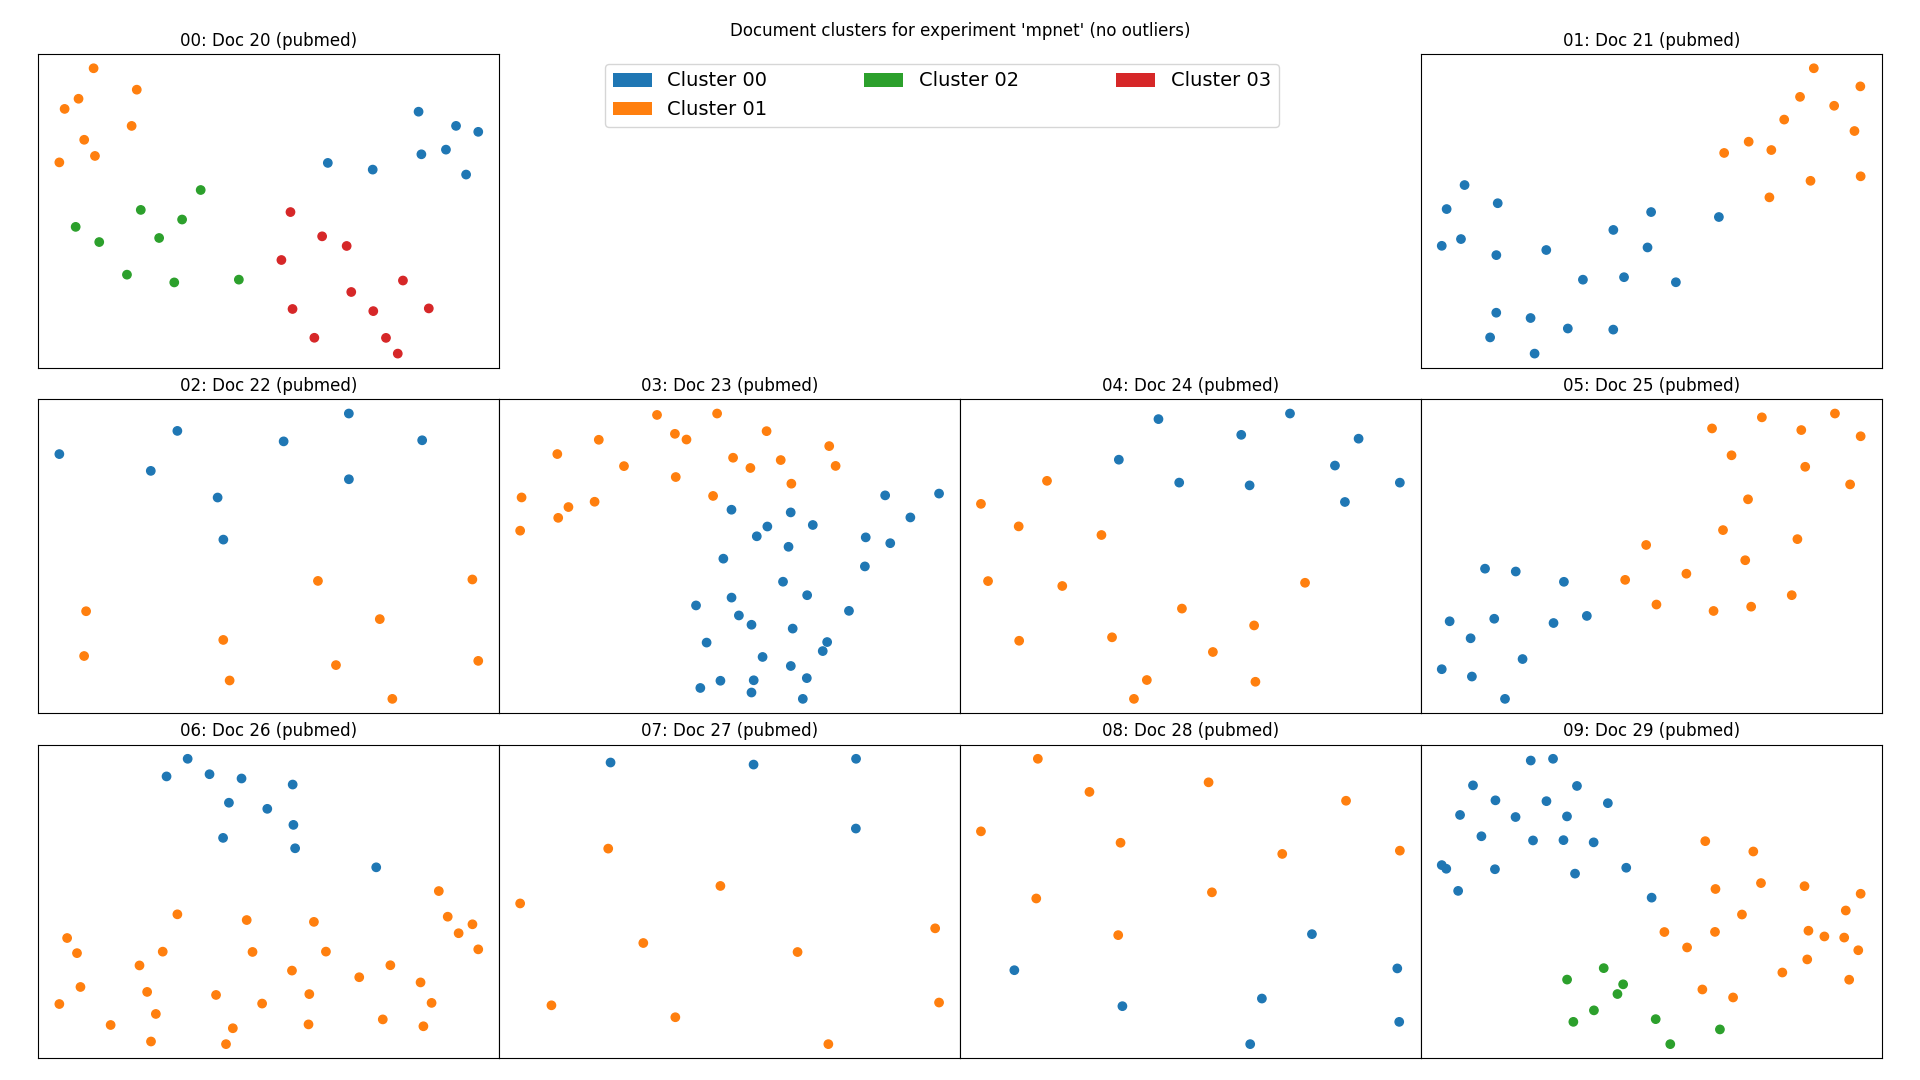 Document clusters for experiment 'mpnet' (no outliers)
00: Doc 20 (pubmed)
01: Doc 21 (pubmed)
Cluster 00
Cluster 02
Cluster 03
Cluster 01
02: Doc 22 (pubmed)
03: Doc 23 (pubmed)
04: Doc 24 (pubmed)
05: Doc 25 (pubmed)
06: Doc 26 (pubmed)
07: Doc 27 (pubmed)
08: Doc 28 (pubmed)
09: Doc 29 (pubmed)